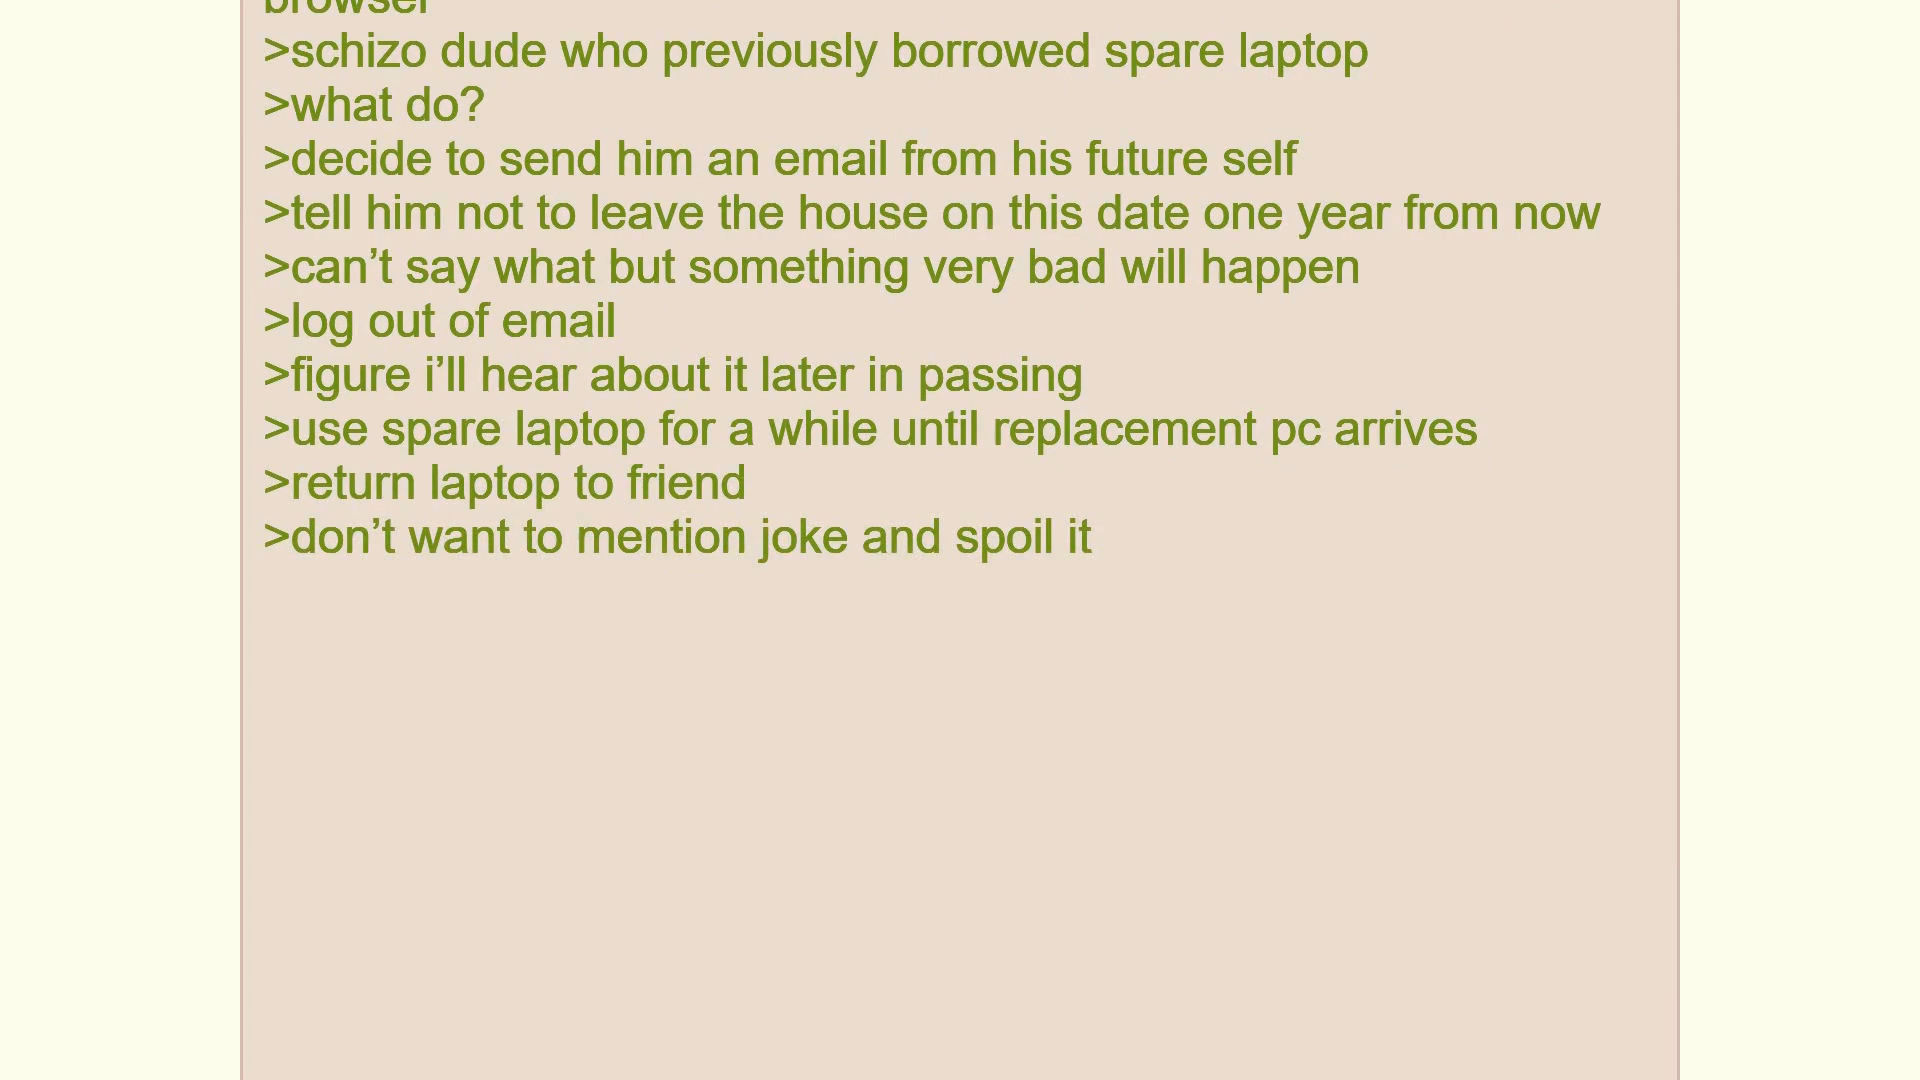 browser
>schizo dude who previously borrowed spare laptop
>what do?
>decide to send him an email from his future self
>tell him not to leave the house on this date one year from now
>can’t say what but something very bad will happen
>log out of email
>figure i’ll hear about it later in passing
>use spare laptop for a while until replacement pc arrives
>return laptop to friend
>don’t want to mention joke and spoil it